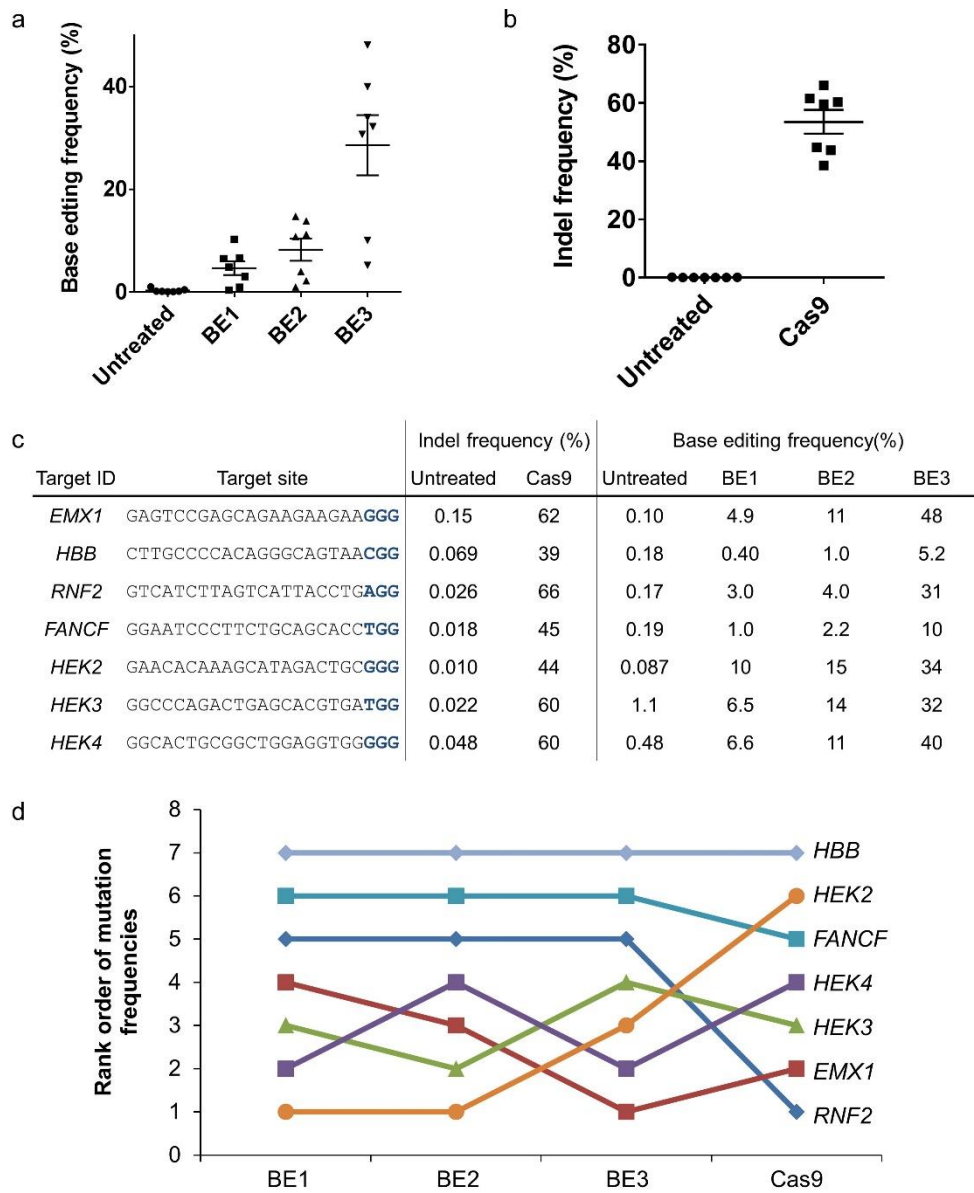 a
Base edting frequency (%)
40
20
0
Untreated
BE1
BE2
BE3
b
Indel frequency (%)
80
60
40
20
0
Untreated
Cas9
c
Indel frequency (%) Base editing frequency(%)
Target ID Target site Untreated Cas9 Untreated BE1 BE2 BE3
EMX1 GAGTCCGAGCAGAAGAAGAAGGG 0.15 62 0.10 4.9 11 48
HBB CTTGCCCCACAGGGCAGTAACGG 0.069 39 0.18 0.40 1.0 5.2
RNF2 GTCATCTTAGTCATTACCTGAGG 0.026 66 0.17 3.0 4.0 31
FANCF GGAATCCCTTCTGCAGCACCTGG 0.018 45 0.19 1.0 2.2 10
HEK2 GAACACAAAGCATAGACTGCGGG 0.010 44 0.087 10 15 34
HEK3 GGCCCAGACTGAGCACGTGATGG 0.022 60 1.1 6.5 14 32
HEK4 GGCACTGCGGCTGGAGGTGGGGG 0.048 60 0.48 6.6 11 40
d
Rank order of mutation
frequencies
8
7
6
5
4
3
2
1
0
HBB
HEK2
FANCF
HEK4
HEK3
EMX1
RNF2
BE1 BE2 BE3 Cas9